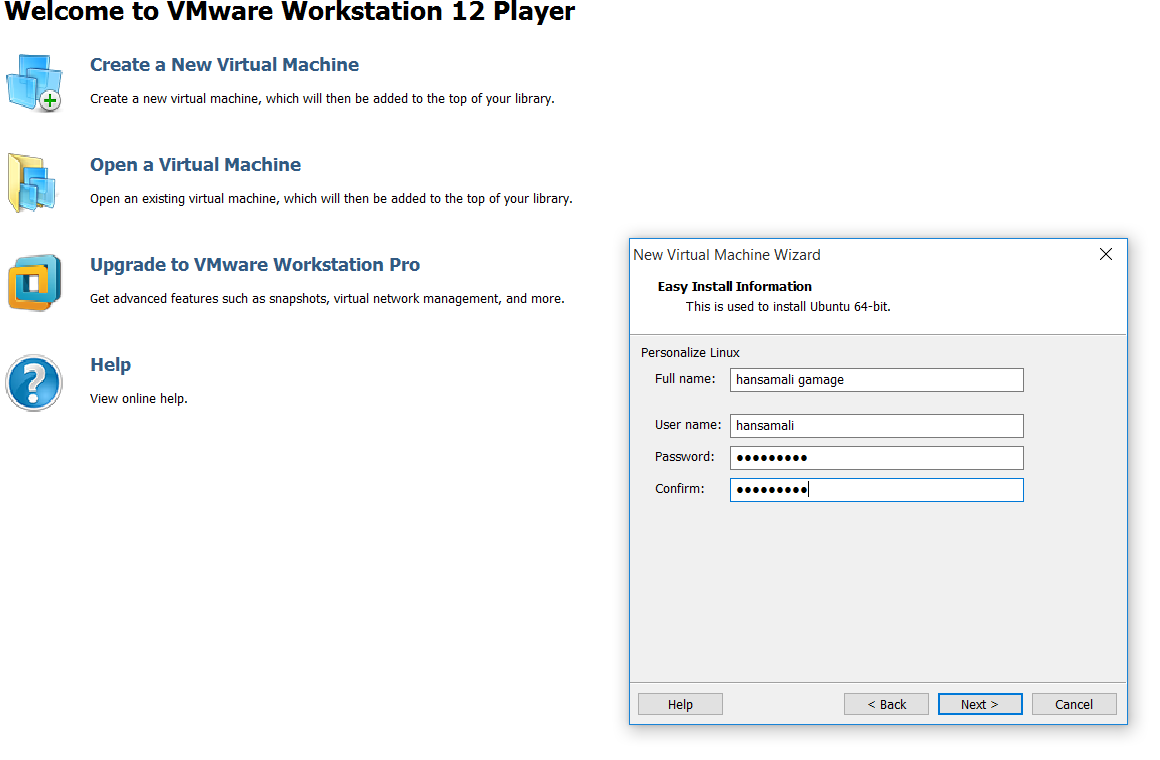 Welcome to VMware Workstation 12 Player
Create a New Virtual Machine
Create a new virtual machine, which will then be added to the top of your library.
Open a Virtual Machine
Open an existing virtual machine, which will then be added to the top of your library.
Upgrade to VMware Workstation Pro
Get advanced features such as snapshots, virtual network management, and more.
Help
View online help.
New Virtual Machine Wizard
Easy Install Information
This is used to install Ubuntu 64-bit.
Personalize Linux
Full name: hansamali gamage
User name: hansamali
Password: ●●●●●●●●●
Confirm: ●●●●●●●●●
Help < Back Next > Cancel